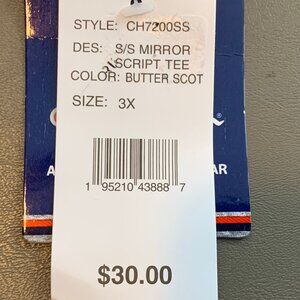 STYLE: CH7200SS
DES: S/S MIRROR
SCRIPT TEE
COLOR: BUTTER SCOT
SIZE: 3X
1 95210 43888 7
$30.00